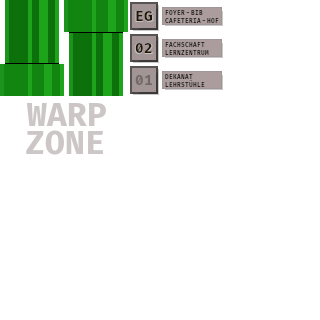 EG
FOYER-BIB
CAFETERIA-HOF
02
FACHSCHAFT
LERNZENTRUM
01
DEKANAT
LEHRSTÜHLE
WARP
ZONE